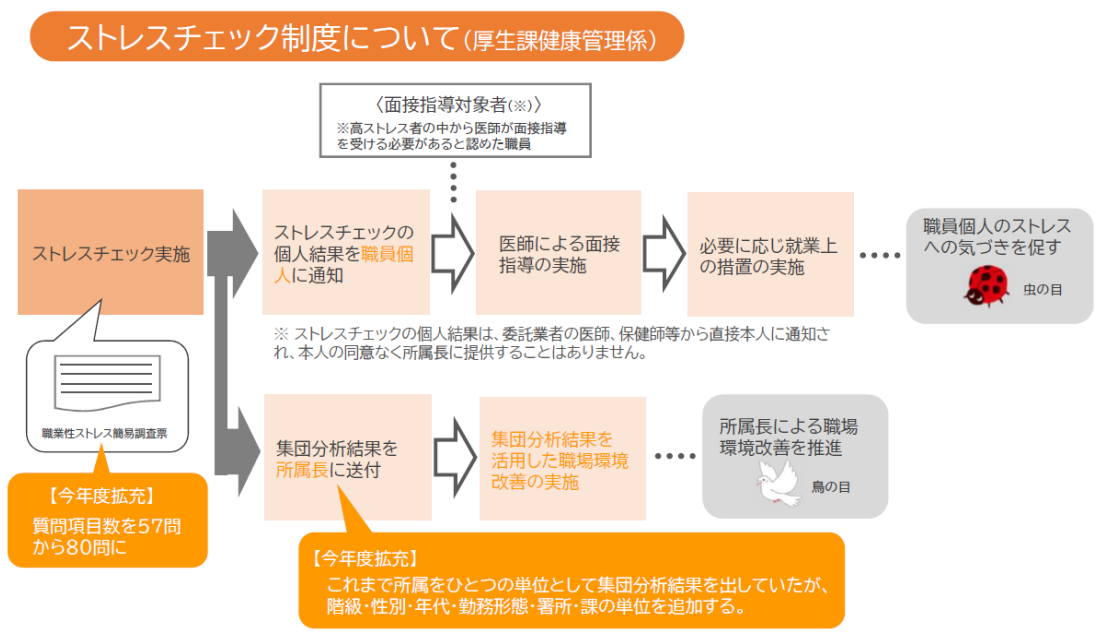 ストレスチェック制度について(厚生課健康管理係)
〈面接指導対象者(※)〉
※高ストレス者の中から医師が面接指導
を受ける必要があると認めた職員
ストレスチェック実施
ストレスチェックの
個人結果を職員個
人に通知
医師による面接
指導の実施
必要に応じ就業上
の措置の実施
職員個人のストレス
への気づきを促す
虫の目
※ ストレスチェックの個人結果は、委託業者の医師、保健師等から直接本人に通知さ
れ、本人の同意なく所属長に提供することはありません。
職業性ストレス簡易調査票
【今年度拡充】
質問項目数を57問
から80問に
集団分析結果を
所属長に送付
集団分析結果を
活用した職場環境
改善の実施
所属長による職場
環境改善を推進
鳥の目
【今年度拡充】
これまで所属をひとつの単位として集団分析結果を出していたが、
階級・性別・年代・勤務形態・署所・課の単位を追加する。